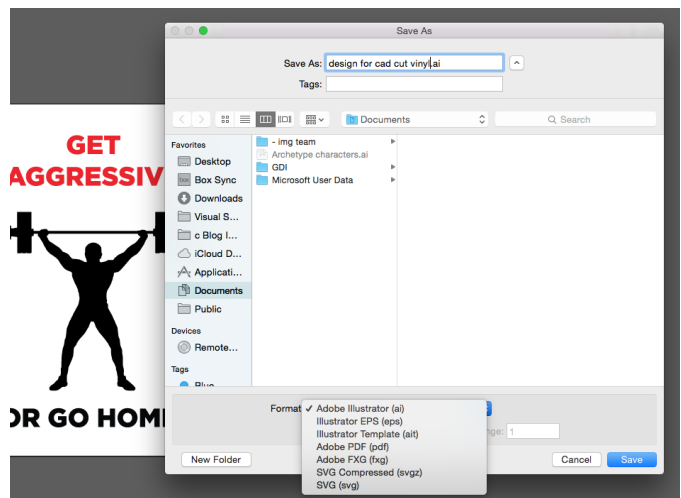 Save As
Save As: design for cad cut vinyl.ai
Tags:
Documents
Search
Favorites
Desktop
Box Sync
Downloads
Visual S...
c Blog I...
iCloud D...
Applicati...
Documents
Public
Devices
Remote...
Tags
Blue
- img team
Archetype characters.ai
GDI
Microsoft User Data
GET
AGGRESSIV
OR GO HOM
Format
✓ Adobe Illustrator (ai)
Illustrator EPS (eps)
Illustrator Template (ait)
Adobe PDF (pdf)
Adobe FXG (fxg)
SVG Compressed (svgz)
SVG (svg)
nge: 1
New Folder
Cancel
Save